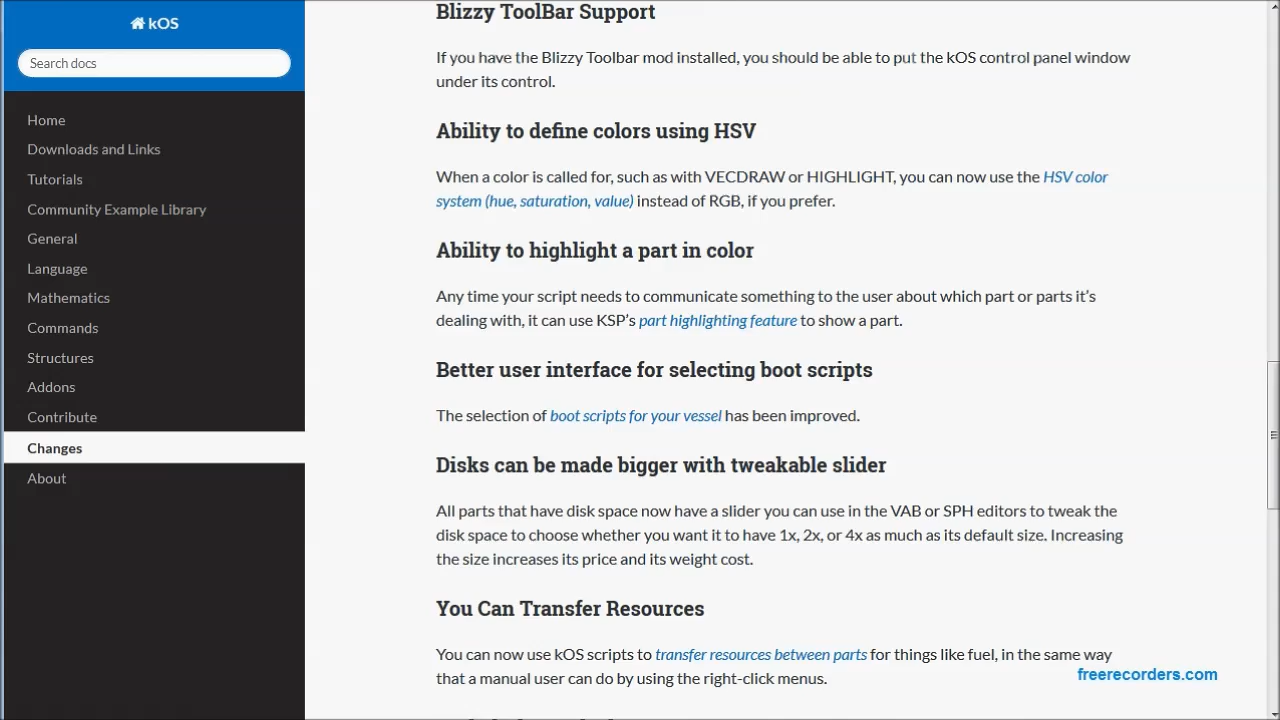 kOS
Search docs
Home
Downloads and Links
Tutorials
Community Example Library
General
Language
Mathematics
Commands
Structures
Addons
Contribute
Changes
About
Blizzy ToolBar Support
If you have the Blizzy Toolbar mod installed, you should be able to put the kOS control panel window
under its control.
Ability to define colors using HSV
When a color is called for, such as with VECDRAW or HIGHLIGHT, you can now use the HSV color
system (hue, saturation, value) instead of RGB, if you prefer.
Ability to highlight a part in color
Any time your script needs to communicate something to the user about which part or parts it’s
dealing with, it can use KSP’s part highlighting feature to show a part.
Better user interface for selecting boot scripts
The selection of boot scripts for your vessel has been improved.
Disks can be made bigger with tweakable slider
All parts that have disk space now have a slider you can use in the VAB or SPH editors to tweak the
disk space to choose whether you want it to have 1x, 2x, or 4x as much as its default size. Increasing
the size increases its price and its weight cost.
You Can Transfer Resources
You can now use kOS scripts to transfer resources between parts for things like fuel, in the same way
that a manual user can do by using the right-click menus.
freerecorders.com